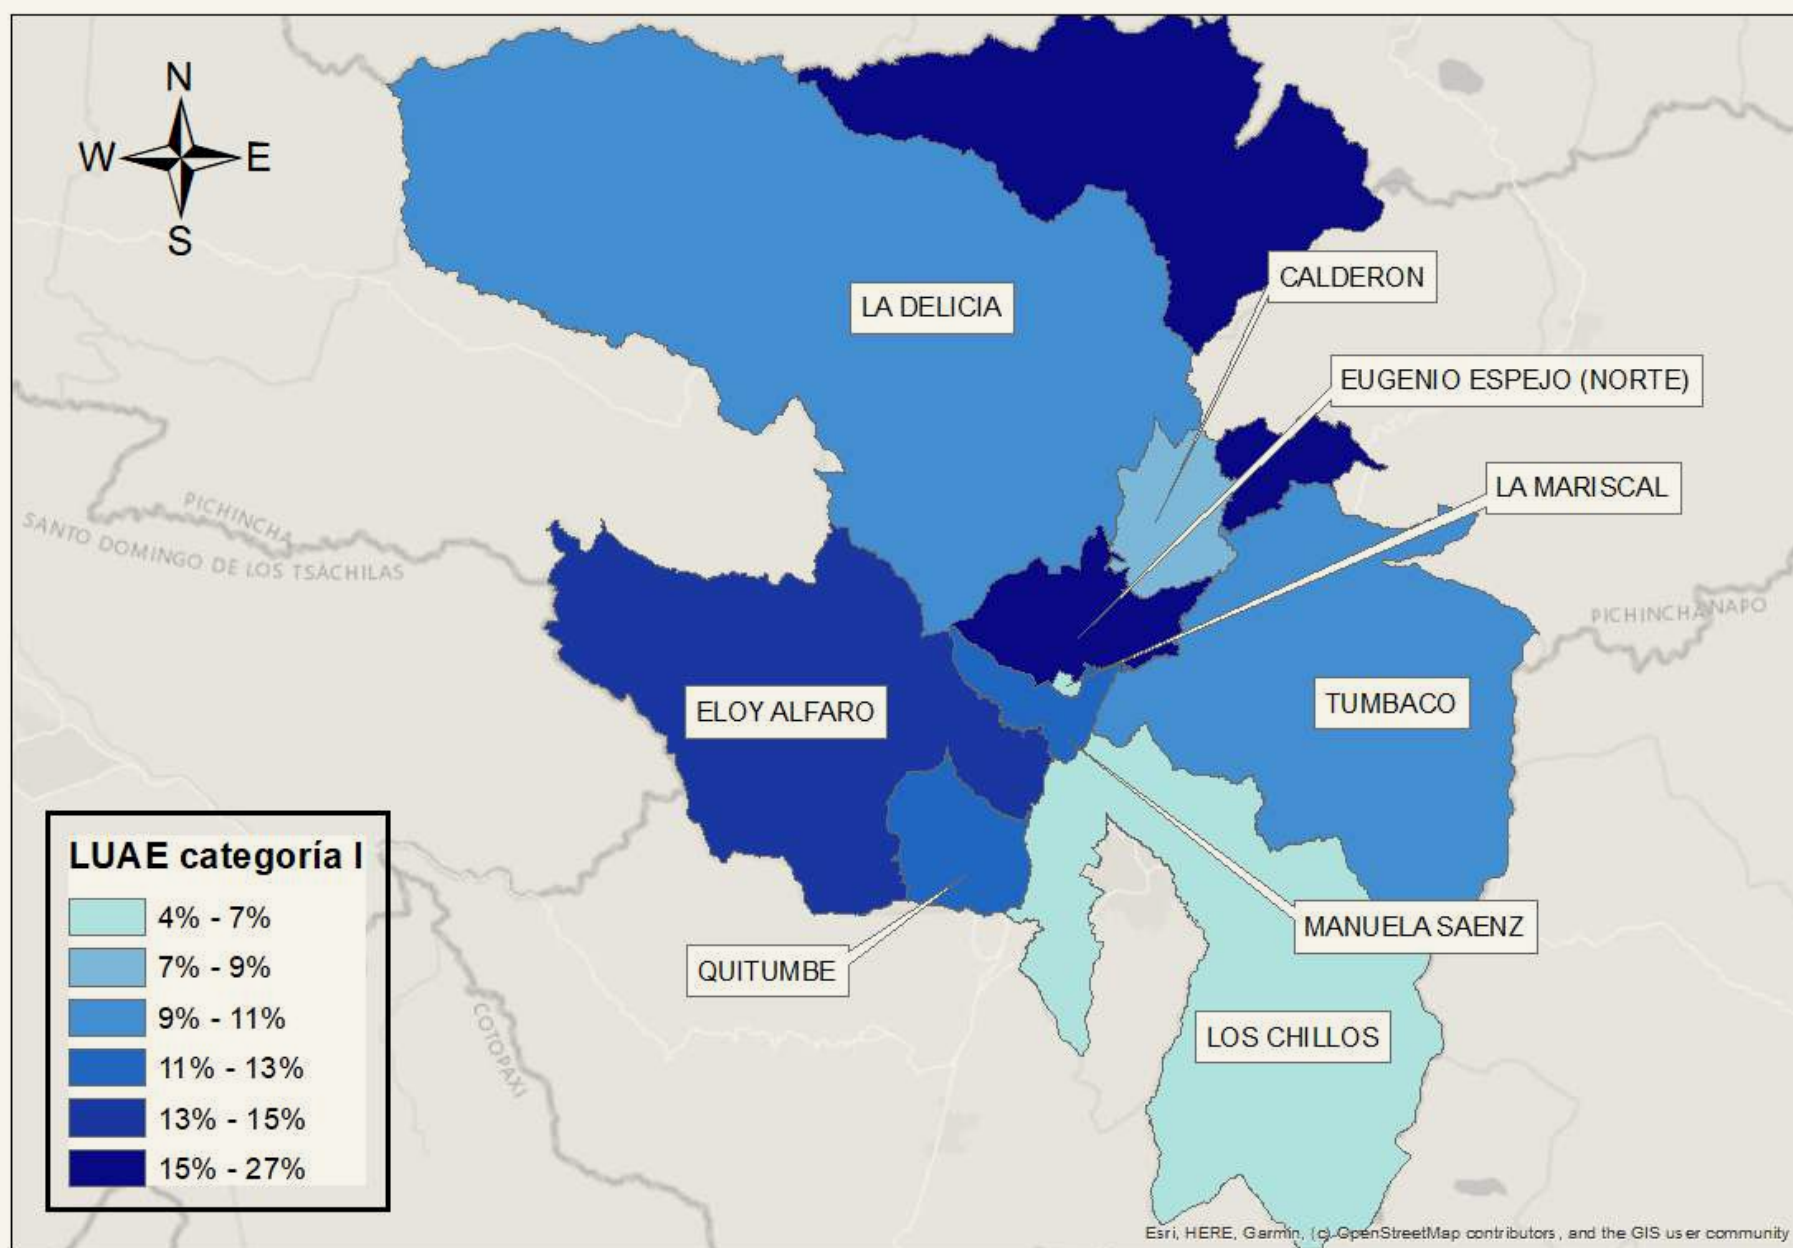 N
W E
S
CALDERON
LA DELICIA
EUGENIO ESPEJO (NORTE)
LA MARISCAL
PICHINCHA
SANTO DOMINGO DE LOS TSÁCHILAS
PICHINCHA NAPO
ELOY ALFARO
TUMBACO
MANUELA SAENZ
QUITUMBE
COTOPAXI
LOS CHILLOS
LUAE categoría I
4% - 7%
7% - 9%
9% - 11%
11% - 13%
13% - 15%
15% - 27%
Esri, HERE, Garmin, (c) OpenStreetMap contributors, and the GIS user community